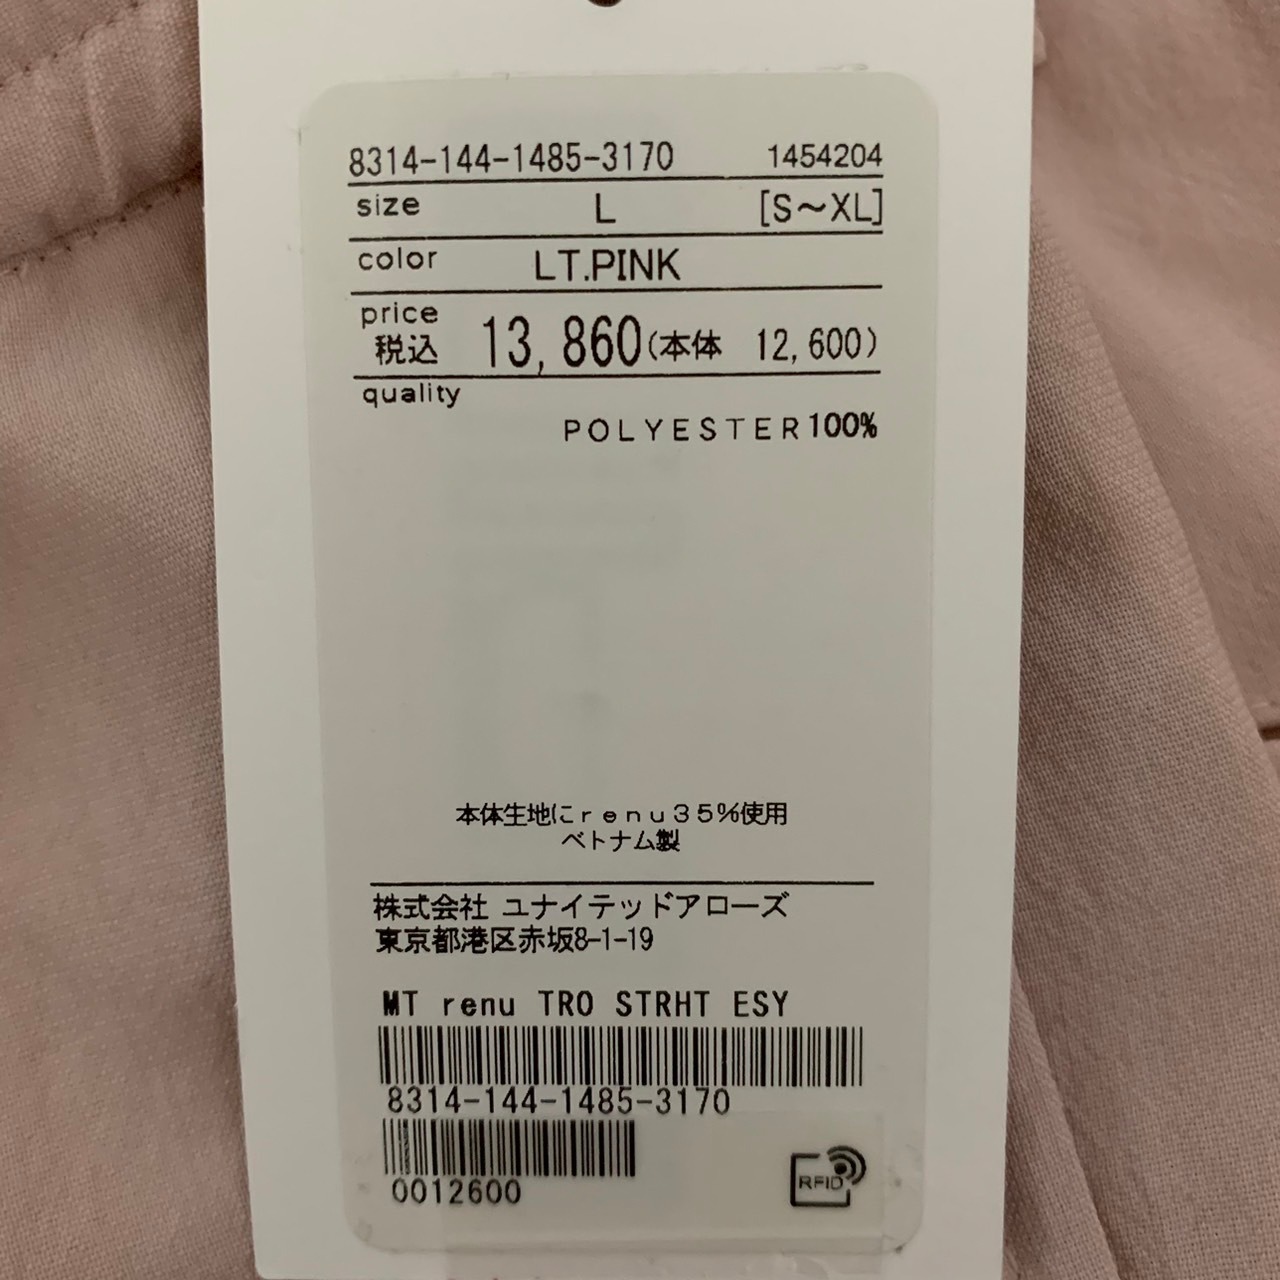 8314-144-1485-3170 1454204
size L [S～XL]
color LT.PINK
price
税込 13,860(本体 12,600)
quality
POLYESTER100%
本体生地にｒｅｎｕ３５％使用
ベトナム製
株式会社 ユナイテッドアローズ
東京都港区赤坂8-1-19
MT renu TRO STRHT ESY
8314-144-1485-3170
0012600
RFID